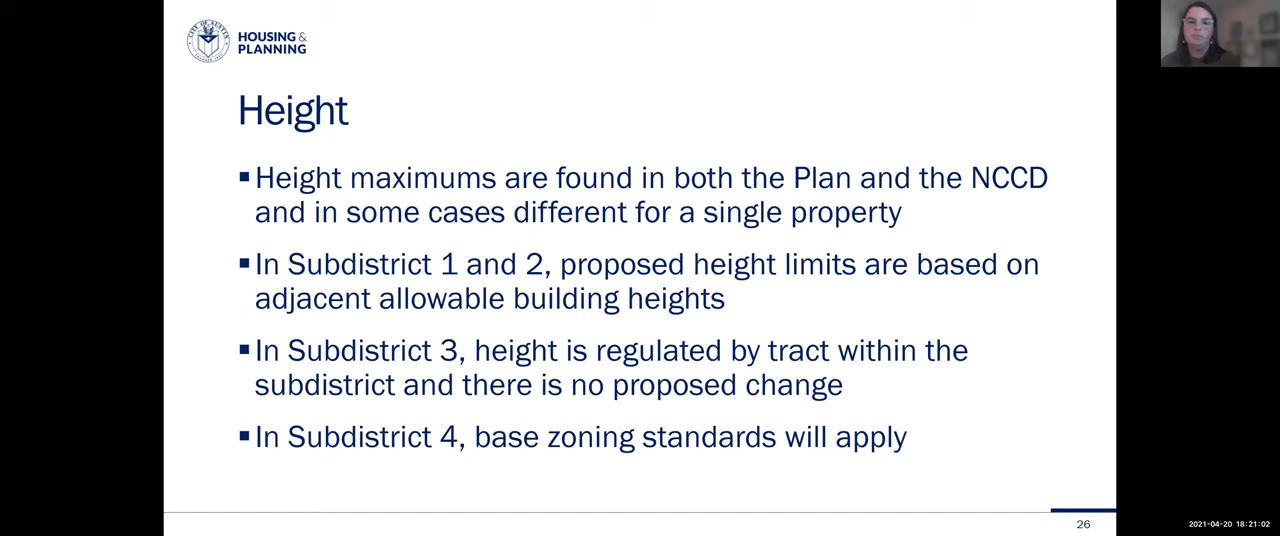 CITY OF AUSTIN
HOUSING &
PLANNING
Height
▪Height maximums are found in both the Plan and the NCCD
and in some cases different for a single property
▪In Subdistrict 1 and 2, proposed height limits are based on
adjacent allowable building heights
▪In Subdistrict 3, height is regulated by tract within the
subdistrict and there is no proposed change
▪In Subdistrict 4, base zoning standards will apply
26
2021-04-20 18:21:02